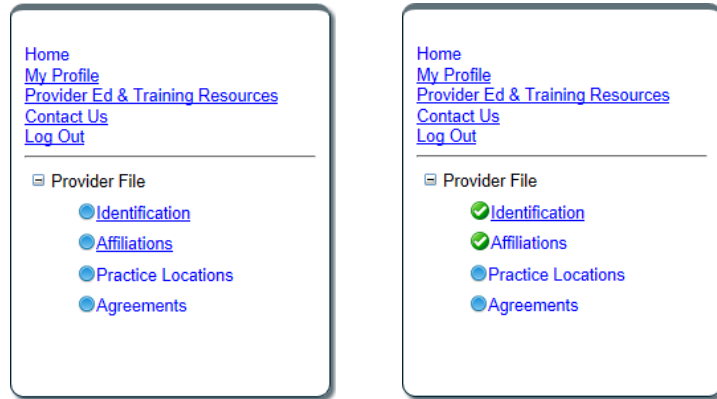 Home
My Profile
Provider Ed & Training Resources
Contact Us
Log Out
Provider File
Identification
Affiliations
Practice Locations
Agreements
Home
My Profile
Provider Ed & Training Resources
Contact Us
Log Out
Provider File
Identification
Affiliations
Practice Locations
Agreements